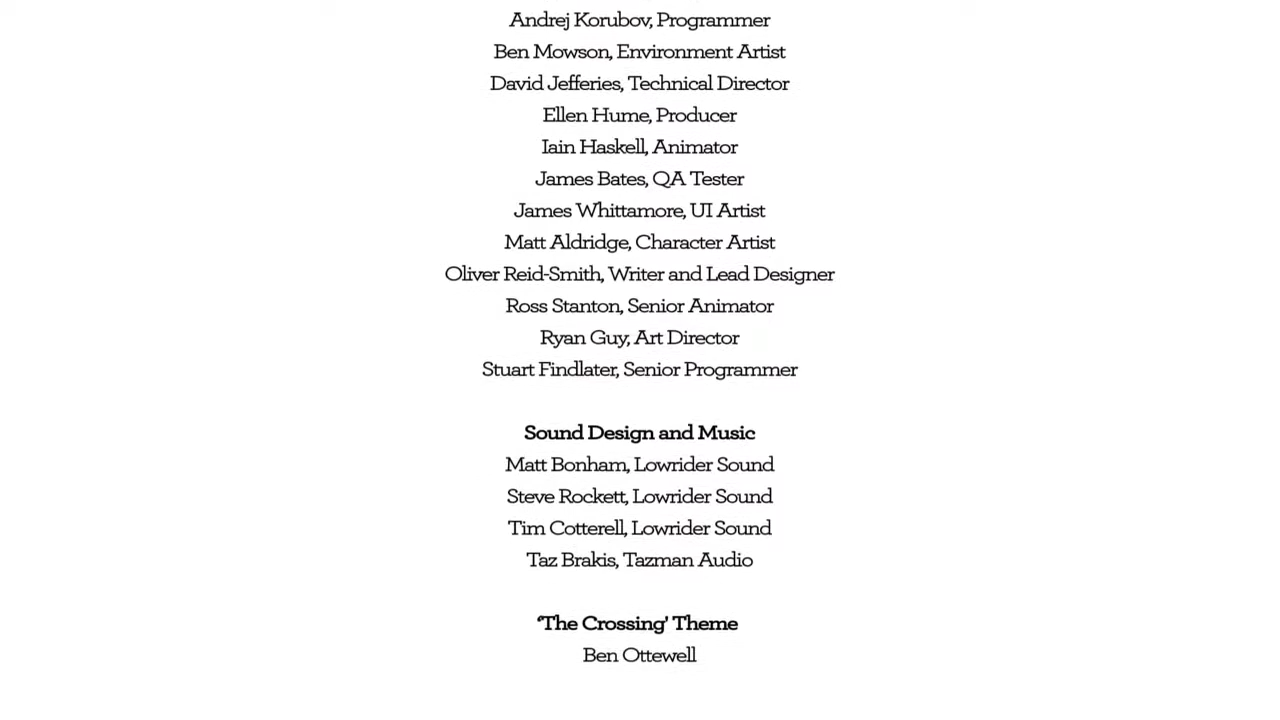 Andrej Korubov, Programmer
Ben Mowson, Environment Artist
David Jefferies, Technical Director
Ellen Hume, Producer
Iain Haskell, Animator
James Bates, QA Tester
James Whittamore, UI Artist
Matt Aldridge, Character Artist
Oliver Reid-Smith, Writer and Lead Designer
Ross Stanton, Senior Animator
Ryan Guy, Art Director
Stuart Findlater, Senior Programmer
Sound Design and Music
Matt Bonham, Lowrider Sound
Steve Rockett, Lowrider Sound
Tim Cotterell, Lowrider Sound
Taz Brakis, Tazman Audio
‘The Crossing’ Theme
Ben Ottewell